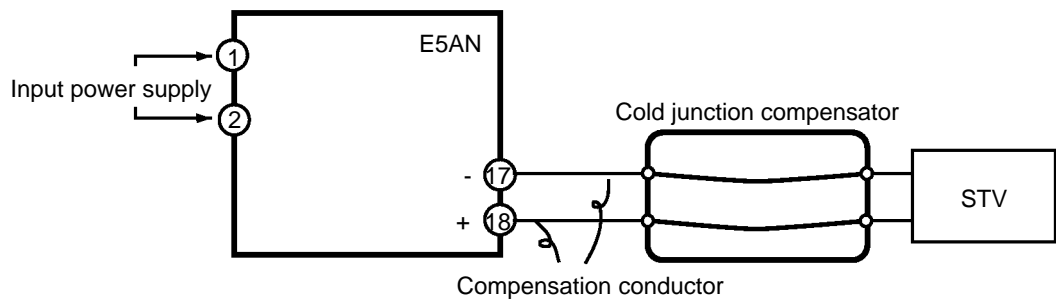 E5AN
1
Input power supply
2
Cold junction compensator
- 17
+ 18
STV
Compensation conductor